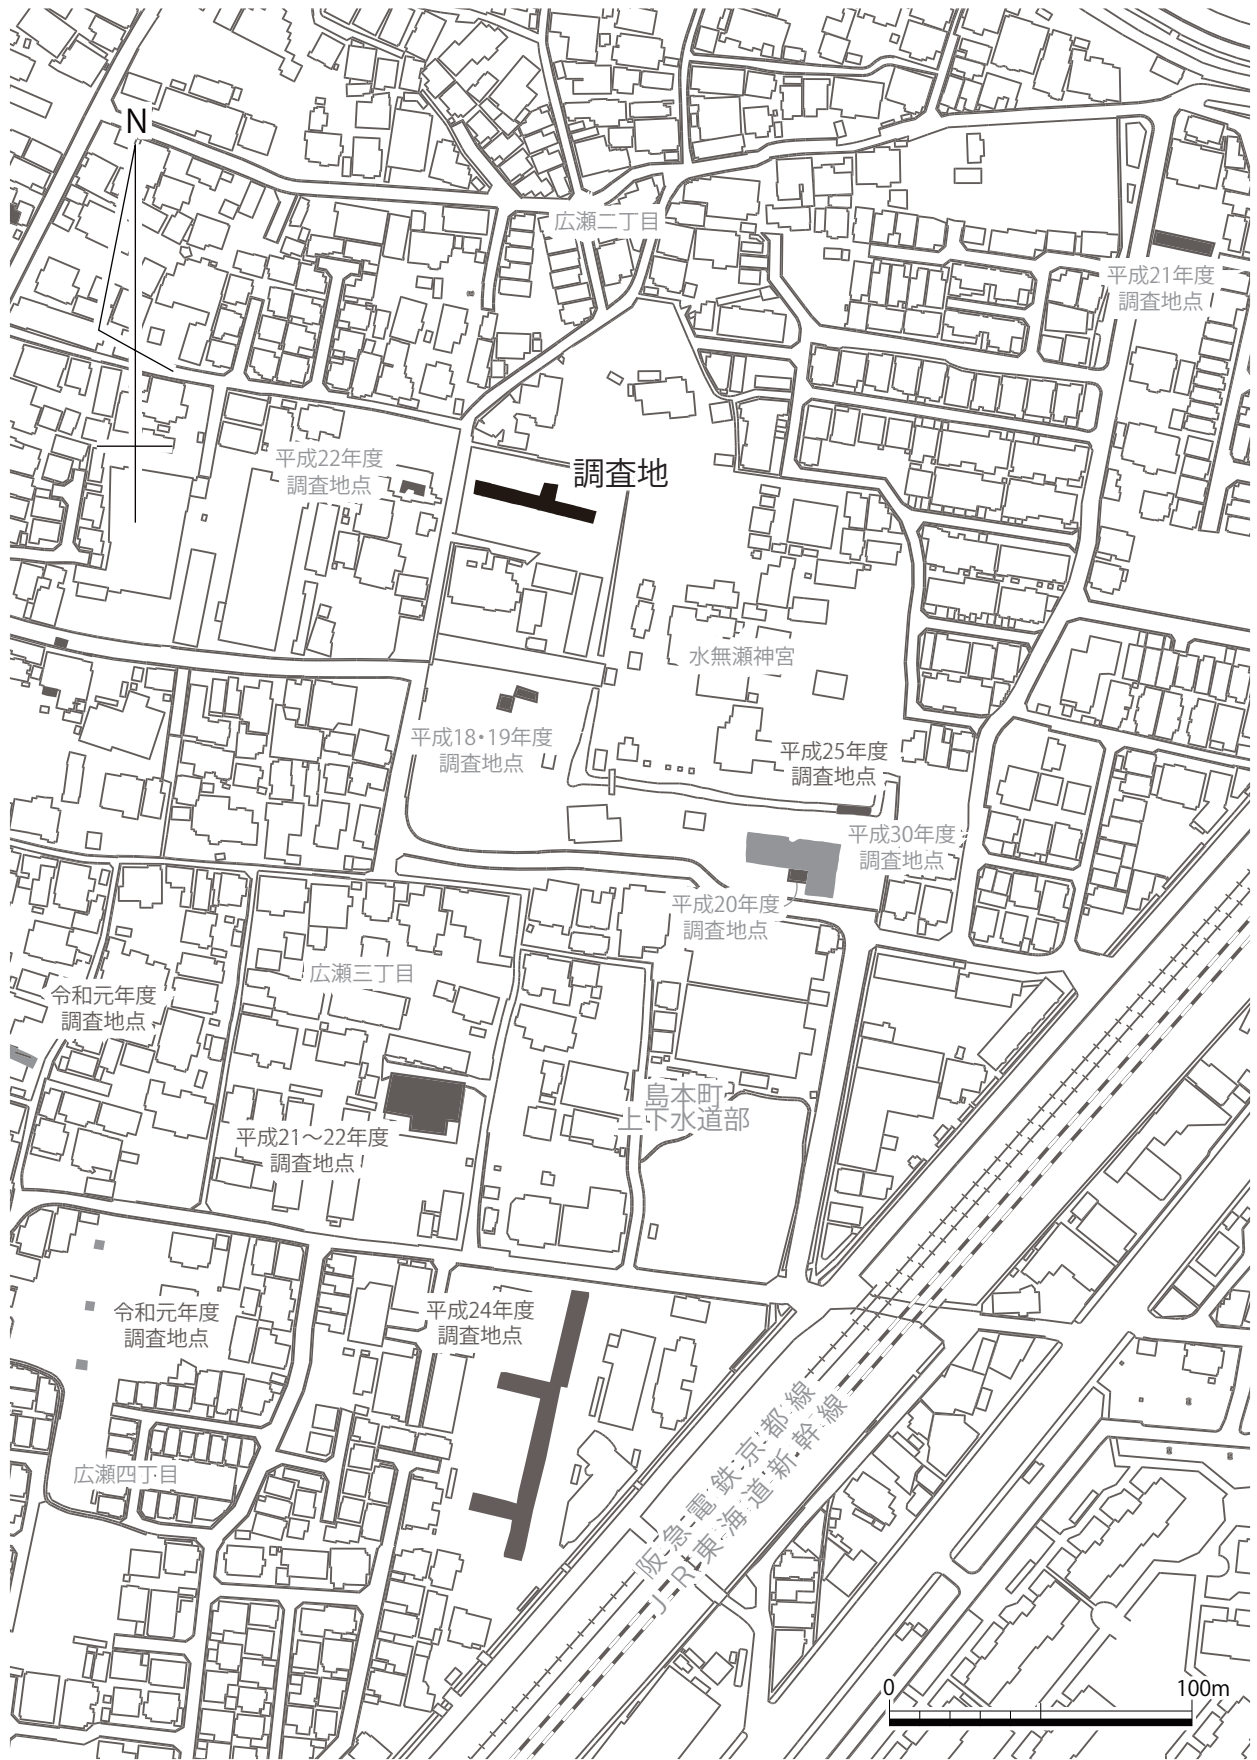 N
広瀬二丁目
平成21年度
調査地点
平成22年度
調査地点
調査地
水無瀬神宮
平成18・19年度
調査地点
平成25年度
調査地点
平成30年度
調査地点
平成20年度
調査地点
広瀬三丁目
令和元年度
調査地点
島本町
上下水道部
平成21～22年度
調査地点
令和元年度
調査地点
平成24年度
調査地点
広瀬四丁目
阪急電鉄京都線
JR東海道新幹線
0 100m